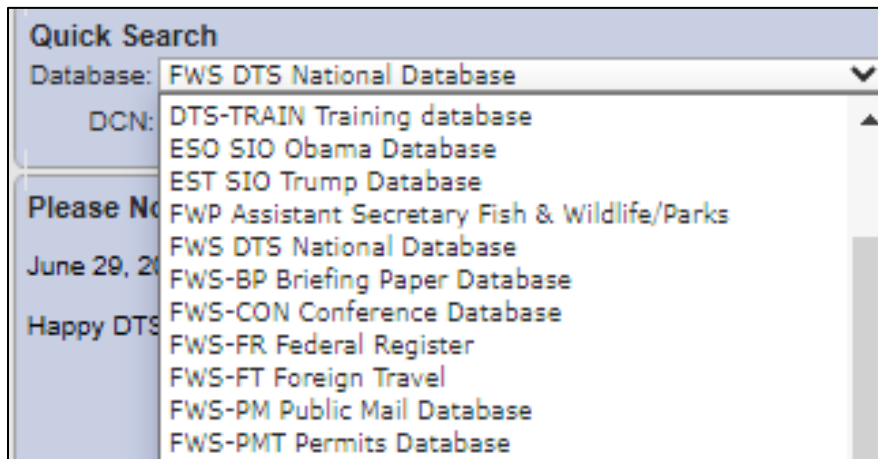 Quick Search
Database: FWS DTS National Database
DCN: DTS-TRAIN Training database
ESO SIO Obama Database
EST SIO Trump Database
Please No FWP Assistant Secretary Fish & Wildlife/Parks
FWS DTS National Database
June 29, 20 FWS-BP Briefing Paper Database
FWS-CON Conference Database
Happy DTS FWS-FR Federal Register
FWS-FT Foreign Travel
FWS-PM Public Mail Database
FWS-PMT Permits Database